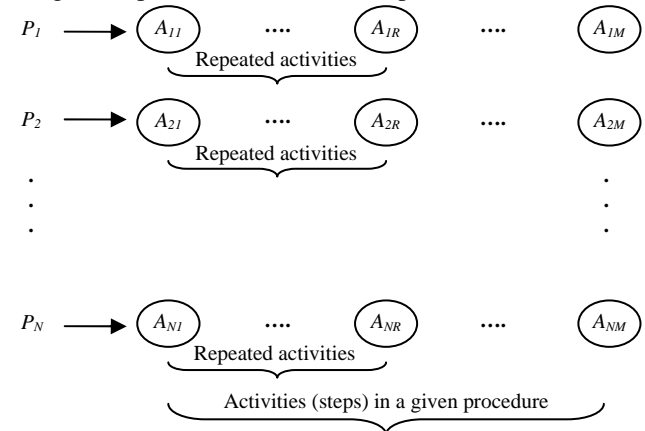 P1 A11 .... A1R .... A1M
Repeated activities
P2 A21 .... A2R .... A2M
Repeated activities
. .
. .
. .
PN AN1 .... ANR .... ANM
Repeated activities
Activities (steps) in a given procedure